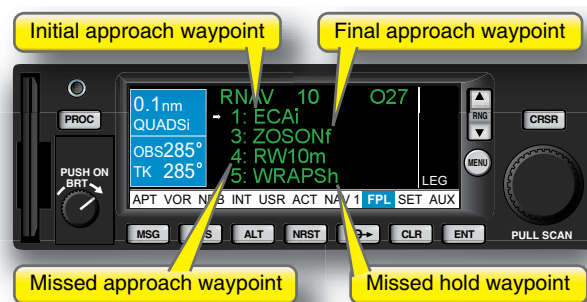 Initial approach waypoint
Final approach waypoint
PROC
PUSH ON
BRT
0.1nm
QUADSi
OBS285°
TK 285°
RNAV 10 O27
1: ECAi
3: ZOSONf
4: RW10m
5: WRAPSh
LEG
APT VOR NDB INT USR ACT NAV 1 FPL SET AUX
RNG
MENU
CRSR
PULL SCAN
MSG
ALT
NRST
CLR
ENT
Missed approach waypoint
Missed hold waypoint